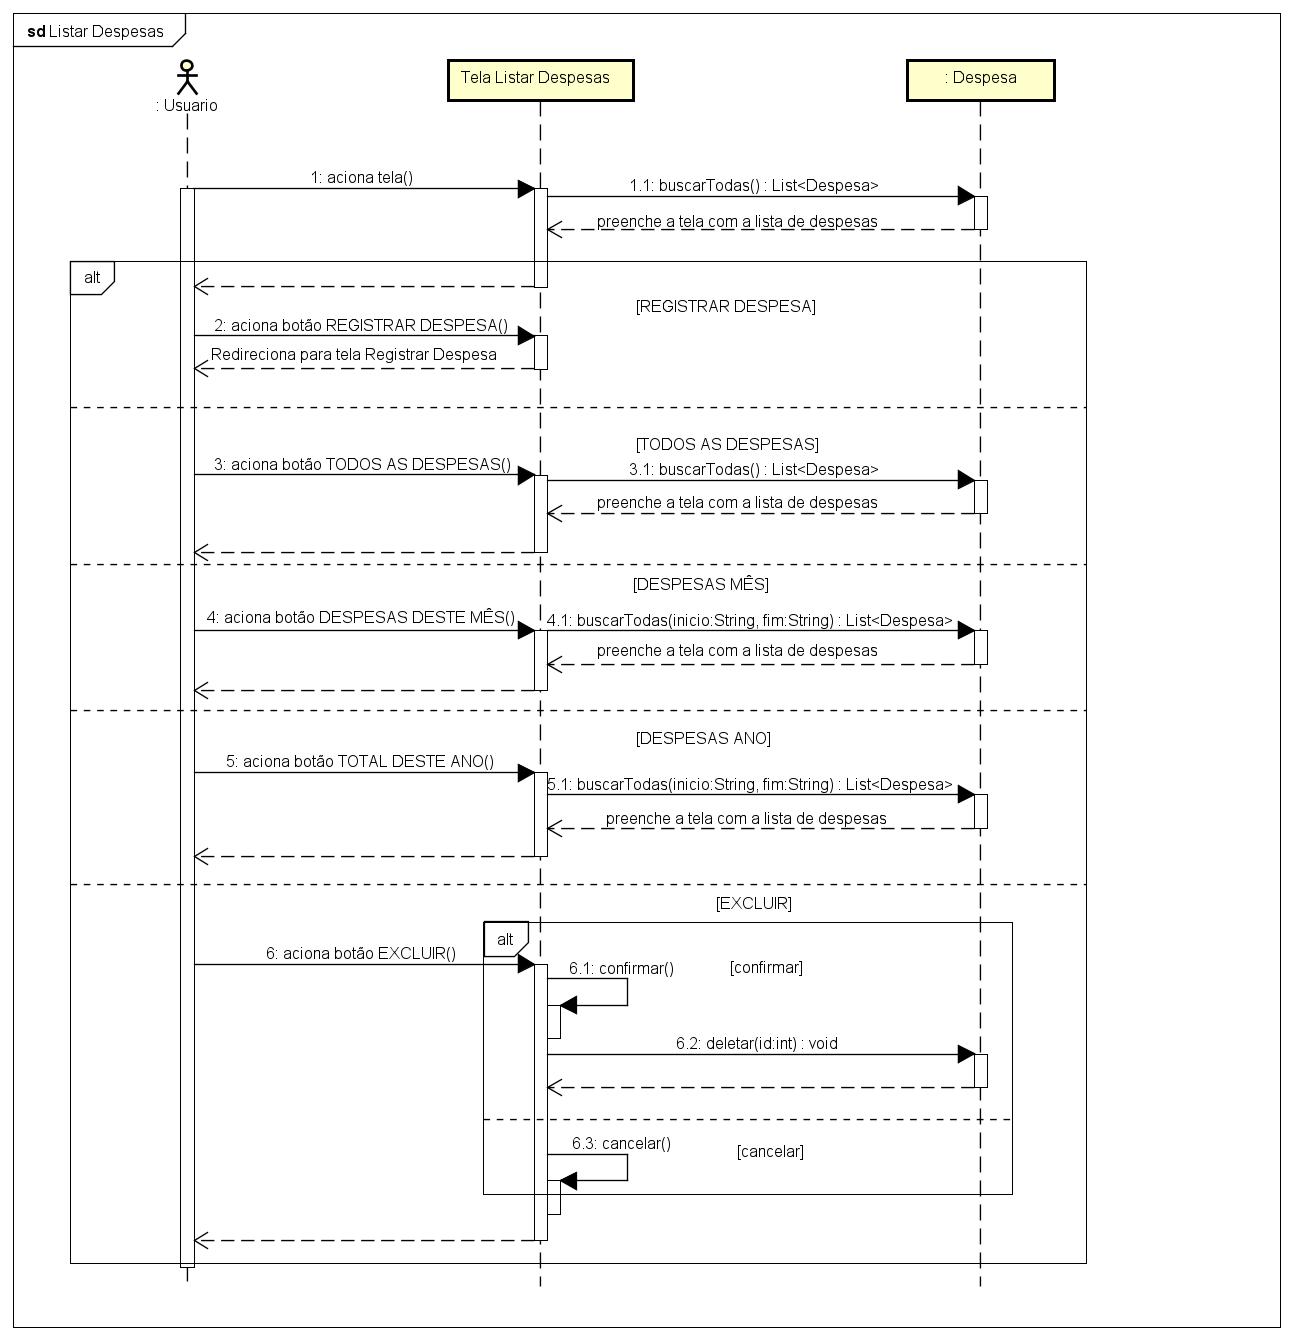 sd Listar Despesas
: Usuario
Tela Listar Despesas
: Despesa
1: aciona tela()
1.1: buscarTodas() : List<Despesa>
preenche a tela com a lista de despesas
alt
[REGISTRAR DESPESA]
2: aciona botão REGISTRAR DESPESA()
Redireciona para tela Registrar Despesa
[TODOS AS DESPESAS]
3: aciona botão TODOS AS DESPESAS()
3.1: buscarTodas() : List<Despesa>
preenche a tela com a lista de despesas
[DESPESAS MÊS]
4: aciona botão DESPESAS DESTE MÊS()
4.1: buscarTodas(inicio:String, fim:String) : List<Despesa>
preenche a tela com a lista de despesas
[DESPESAS ANO]
5: aciona botão TOTAL DESTE ANO()
5.1: buscarTodas(inicio:String, fim:String) : List<Despesa>
preenche a tela com a lista de despesas
[EXCLUIR]
alt
6: aciona botão EXCLUIR()
6.1: confirmar()
[confirmar]
6.2: deletar(id:int) : void
6.3: cancelar()
[cancelar]